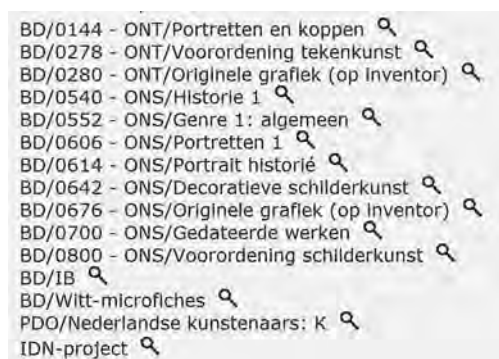 BD/0144 - ONT/Portretten en koppen
BD/0278 - ONT/Voorordening tekenkunst
BD/0280 - ONT/Originele grafiek (op inventor)
BD/0540 - ONS/Historie 1
BD/0552 - ONS/Genre 1: algemeen
BD/0606 - ONS/Portretten 1
BD/0614 - ONS/Portrait historié
BD/0642 - ONS/Decoratieve schilderkunst
BD/0676 - ONS/Originele grafiek (op inventor)
BD/0700 - ONS/Gedateerde werken
BD/0800 - ONS/Voorordening schilderkunst
BD/IB
BD/Witt-microfiches
PDO/Nederlandse kunstenaars: K
IDN-project